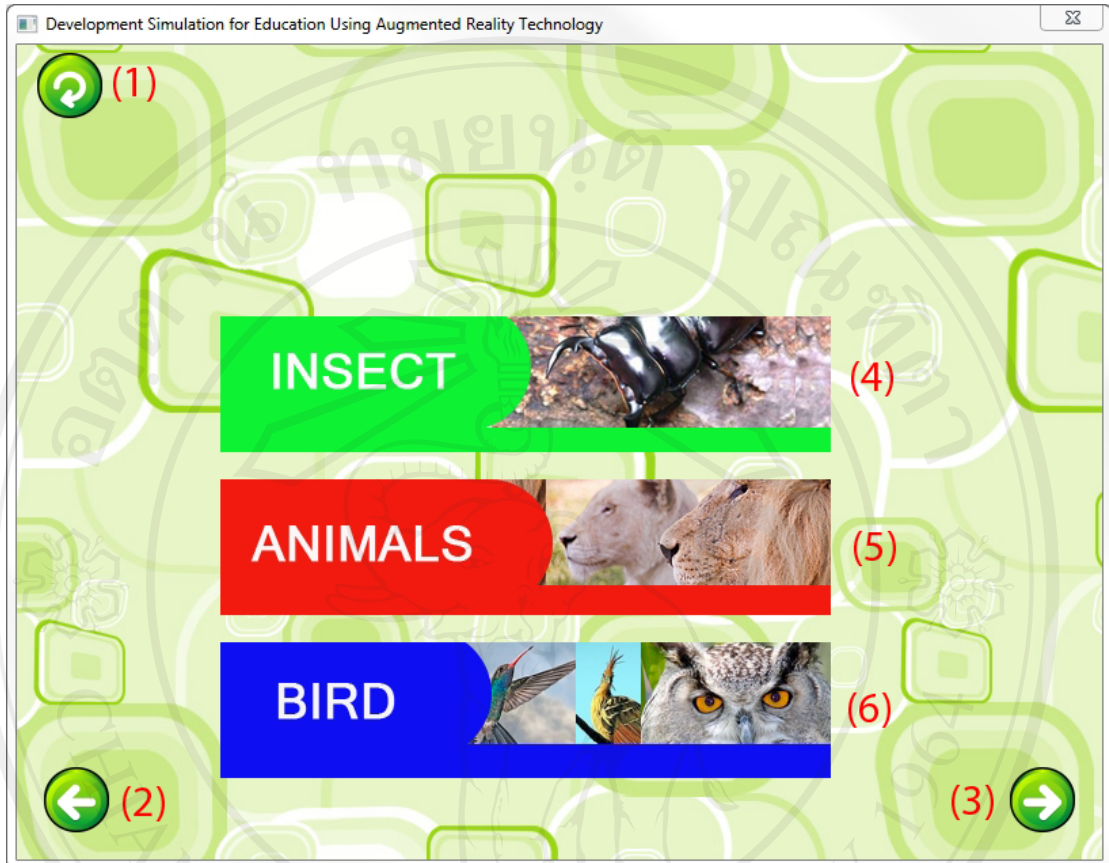 Development Simulation for Education Using Augmented Reality Technology
(1)
INSECT
(4)
ANIMALS
(5)
BIRD
(6)
(2)
(3)